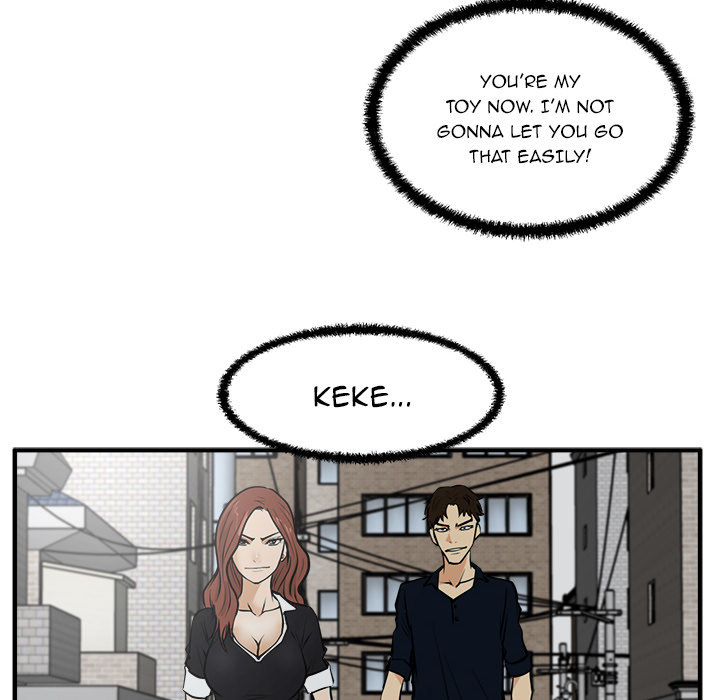 YOU'RE MY
TOY NOW. I'M NOT
GONNA LET YOU GO
THAT EASILY!
KEKE...